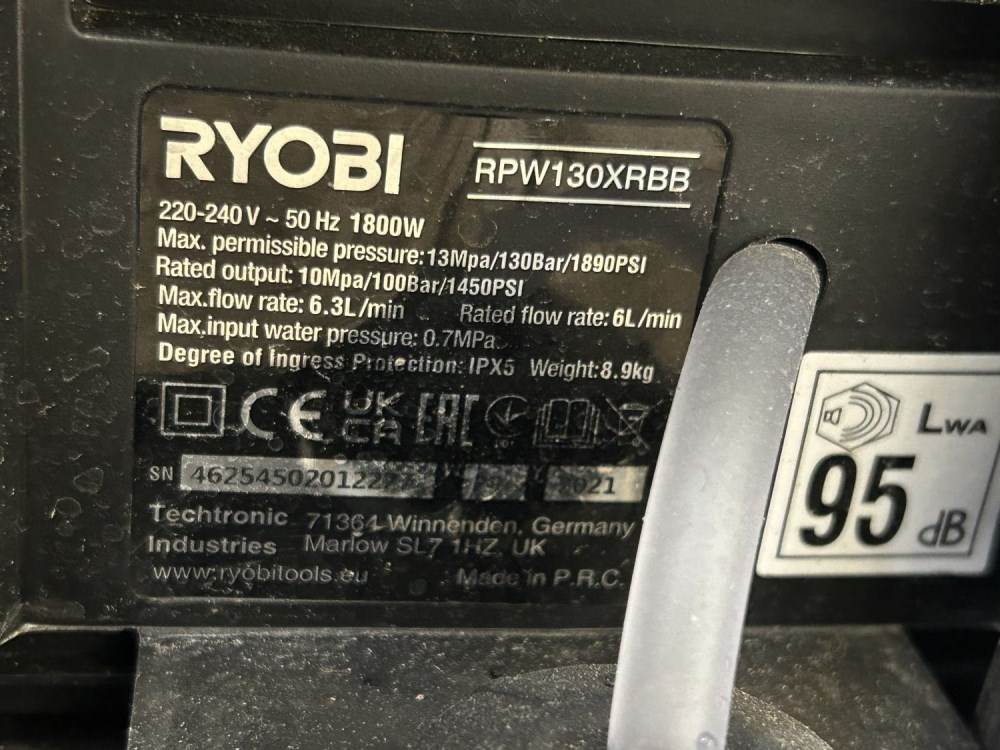 RYOBI
RPW130XRBB
220-240 V ~ 50 Hz 1800W
Max. permissible pressure:13Mpa/130Bar/1890PSI
Rated output: 10Mpa/100Bar/1450PSI
Max.flow rate: 6.3L/min Rated flow rate: 6L/min
Max.input water pressure: 0.7MPa
Degree of Ingress Protection: IPX5 Weight:8.9kg
CE UK CA EAC
SN
Techtronic 71364 Winnenden, Germany
Industries Marlow SL7 1HZ UK
www.ryobitools.eu Made in P.R.C.
LWA
95 dB